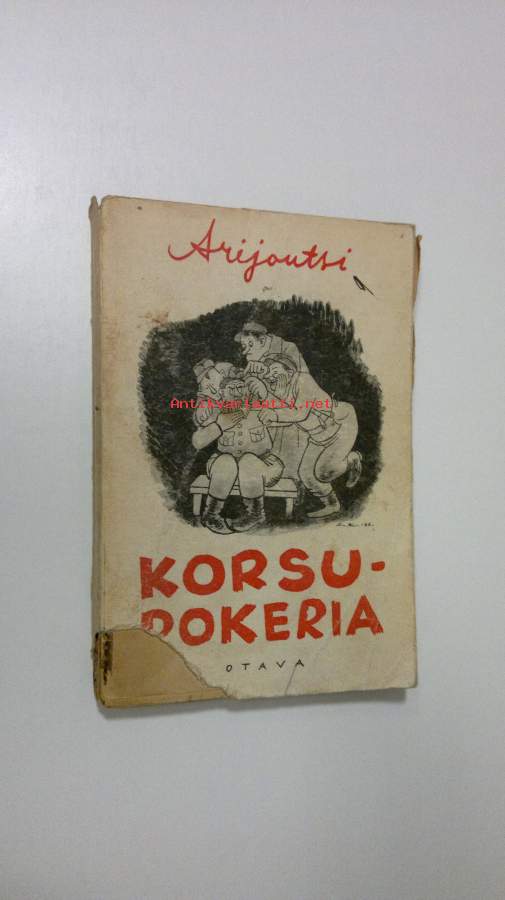 Arijoutsi
Antikvariaatti.net
KORSU-
POKERIA
OTAVA